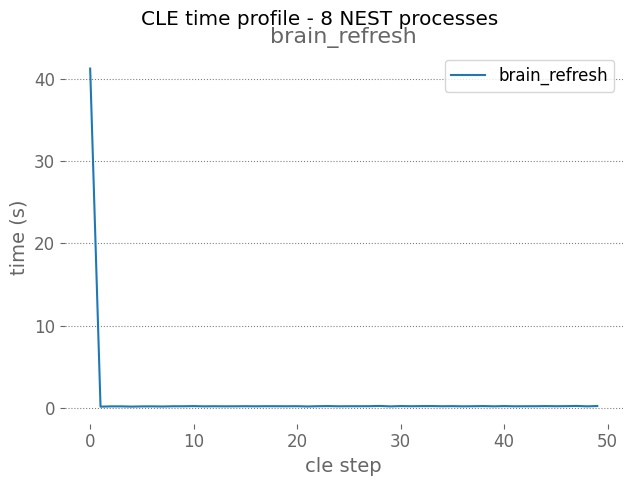 CLE time profile - 8 NEST processes
brain_refresh
brain_refresh
40
30
20
10
0
time (s)
0 10 20 30 40 50
cle step